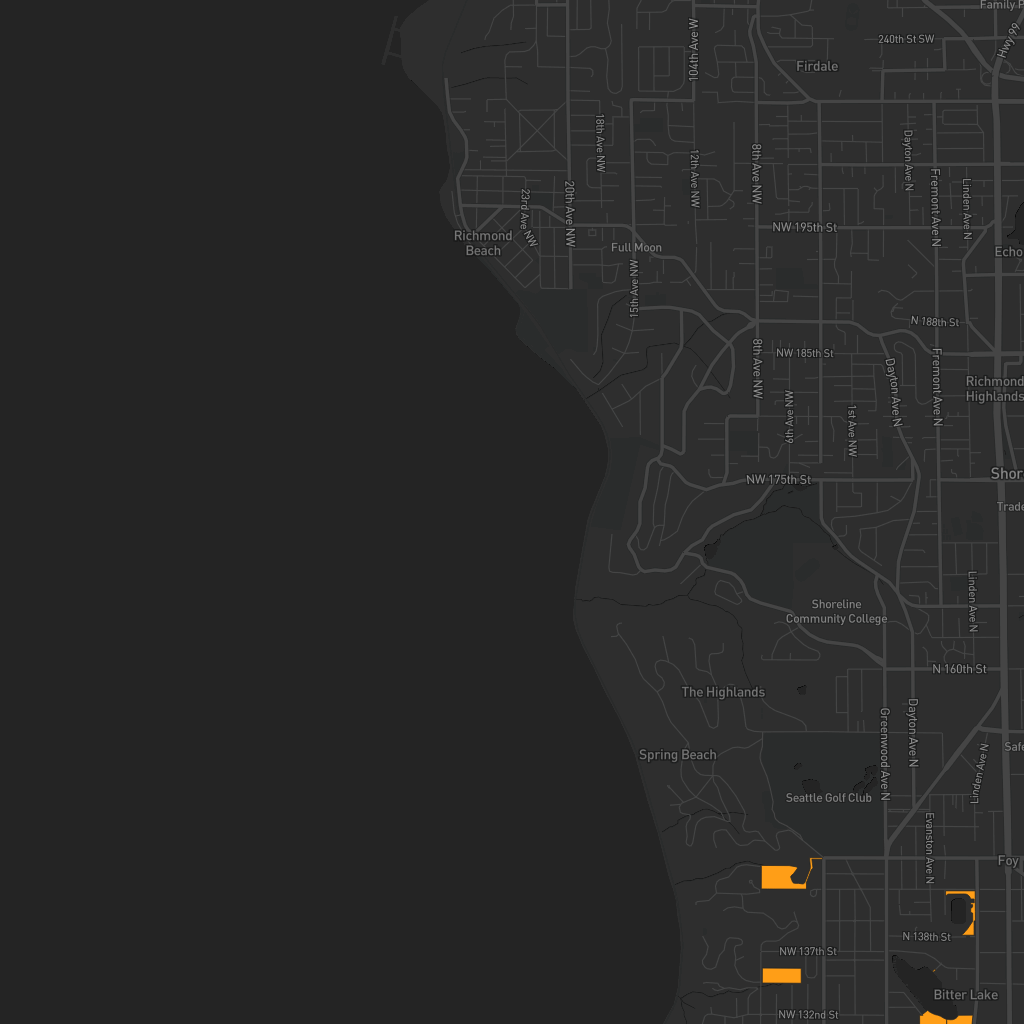 Family P
Hwy 99
104th Ave W
240th St SW
Firdale
18th Ave NW
12th Ave NW
8th Ave NW
Dayton Ave N
Fremont Ave N
Linden Ave N
23rd Ave NW
20th Ave NW
Richmond
Beach
NW 195th St
Full Moon
Echo
15th Ave NW
N 188th St
8th Ave NW
NW 185th St
Dayton Ave N
Fremont Ave N
Richmond
Highlands
6th Ave NW
1st Ave NW
NW 175th St
Shor
Trade
Linden Ave N
Shoreline
Community College
N 160th St
The Highlands
Greenwood Ave N
Dayton Ave N
Spring Beach
Linden Ave N
Safe
Seattle Golf Club
Evanston Ave N
Foy
N 138th St
NW 137th St
Bitter Lake
NW 132nd St